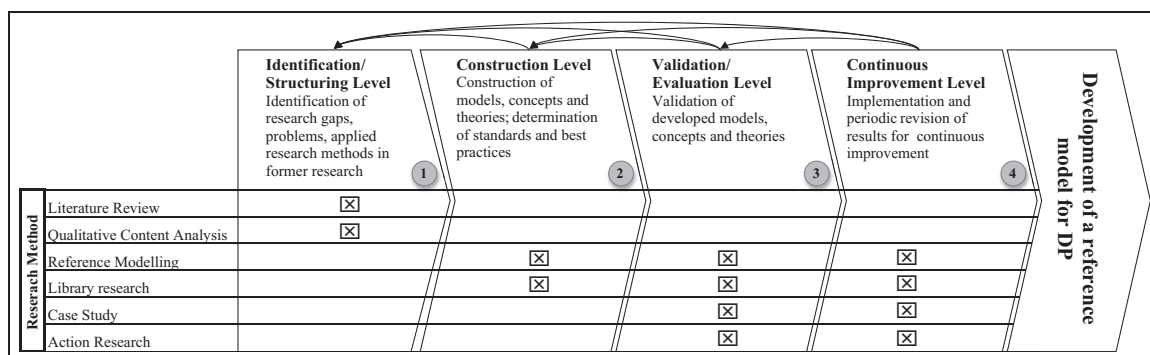 Identification/
Structuring Level
Identification of
research gaps,
problems, applied
research methods in
former research
1
Construction Level
Construction of
models, concepts and
theories; determination
of standards and best
practices
2
Validation/
Evaluation Level
Validation of
developed models,
concepts and theories
3
Continuous
Improvement Level
Implementation and
periodic revision of
results for continuous
improvement
4
Development of a reference
model for DP
Reserach Method
Literature Review
Qualitative Content Analysis
Reference Modelling
Library research
Case Study
Action Research